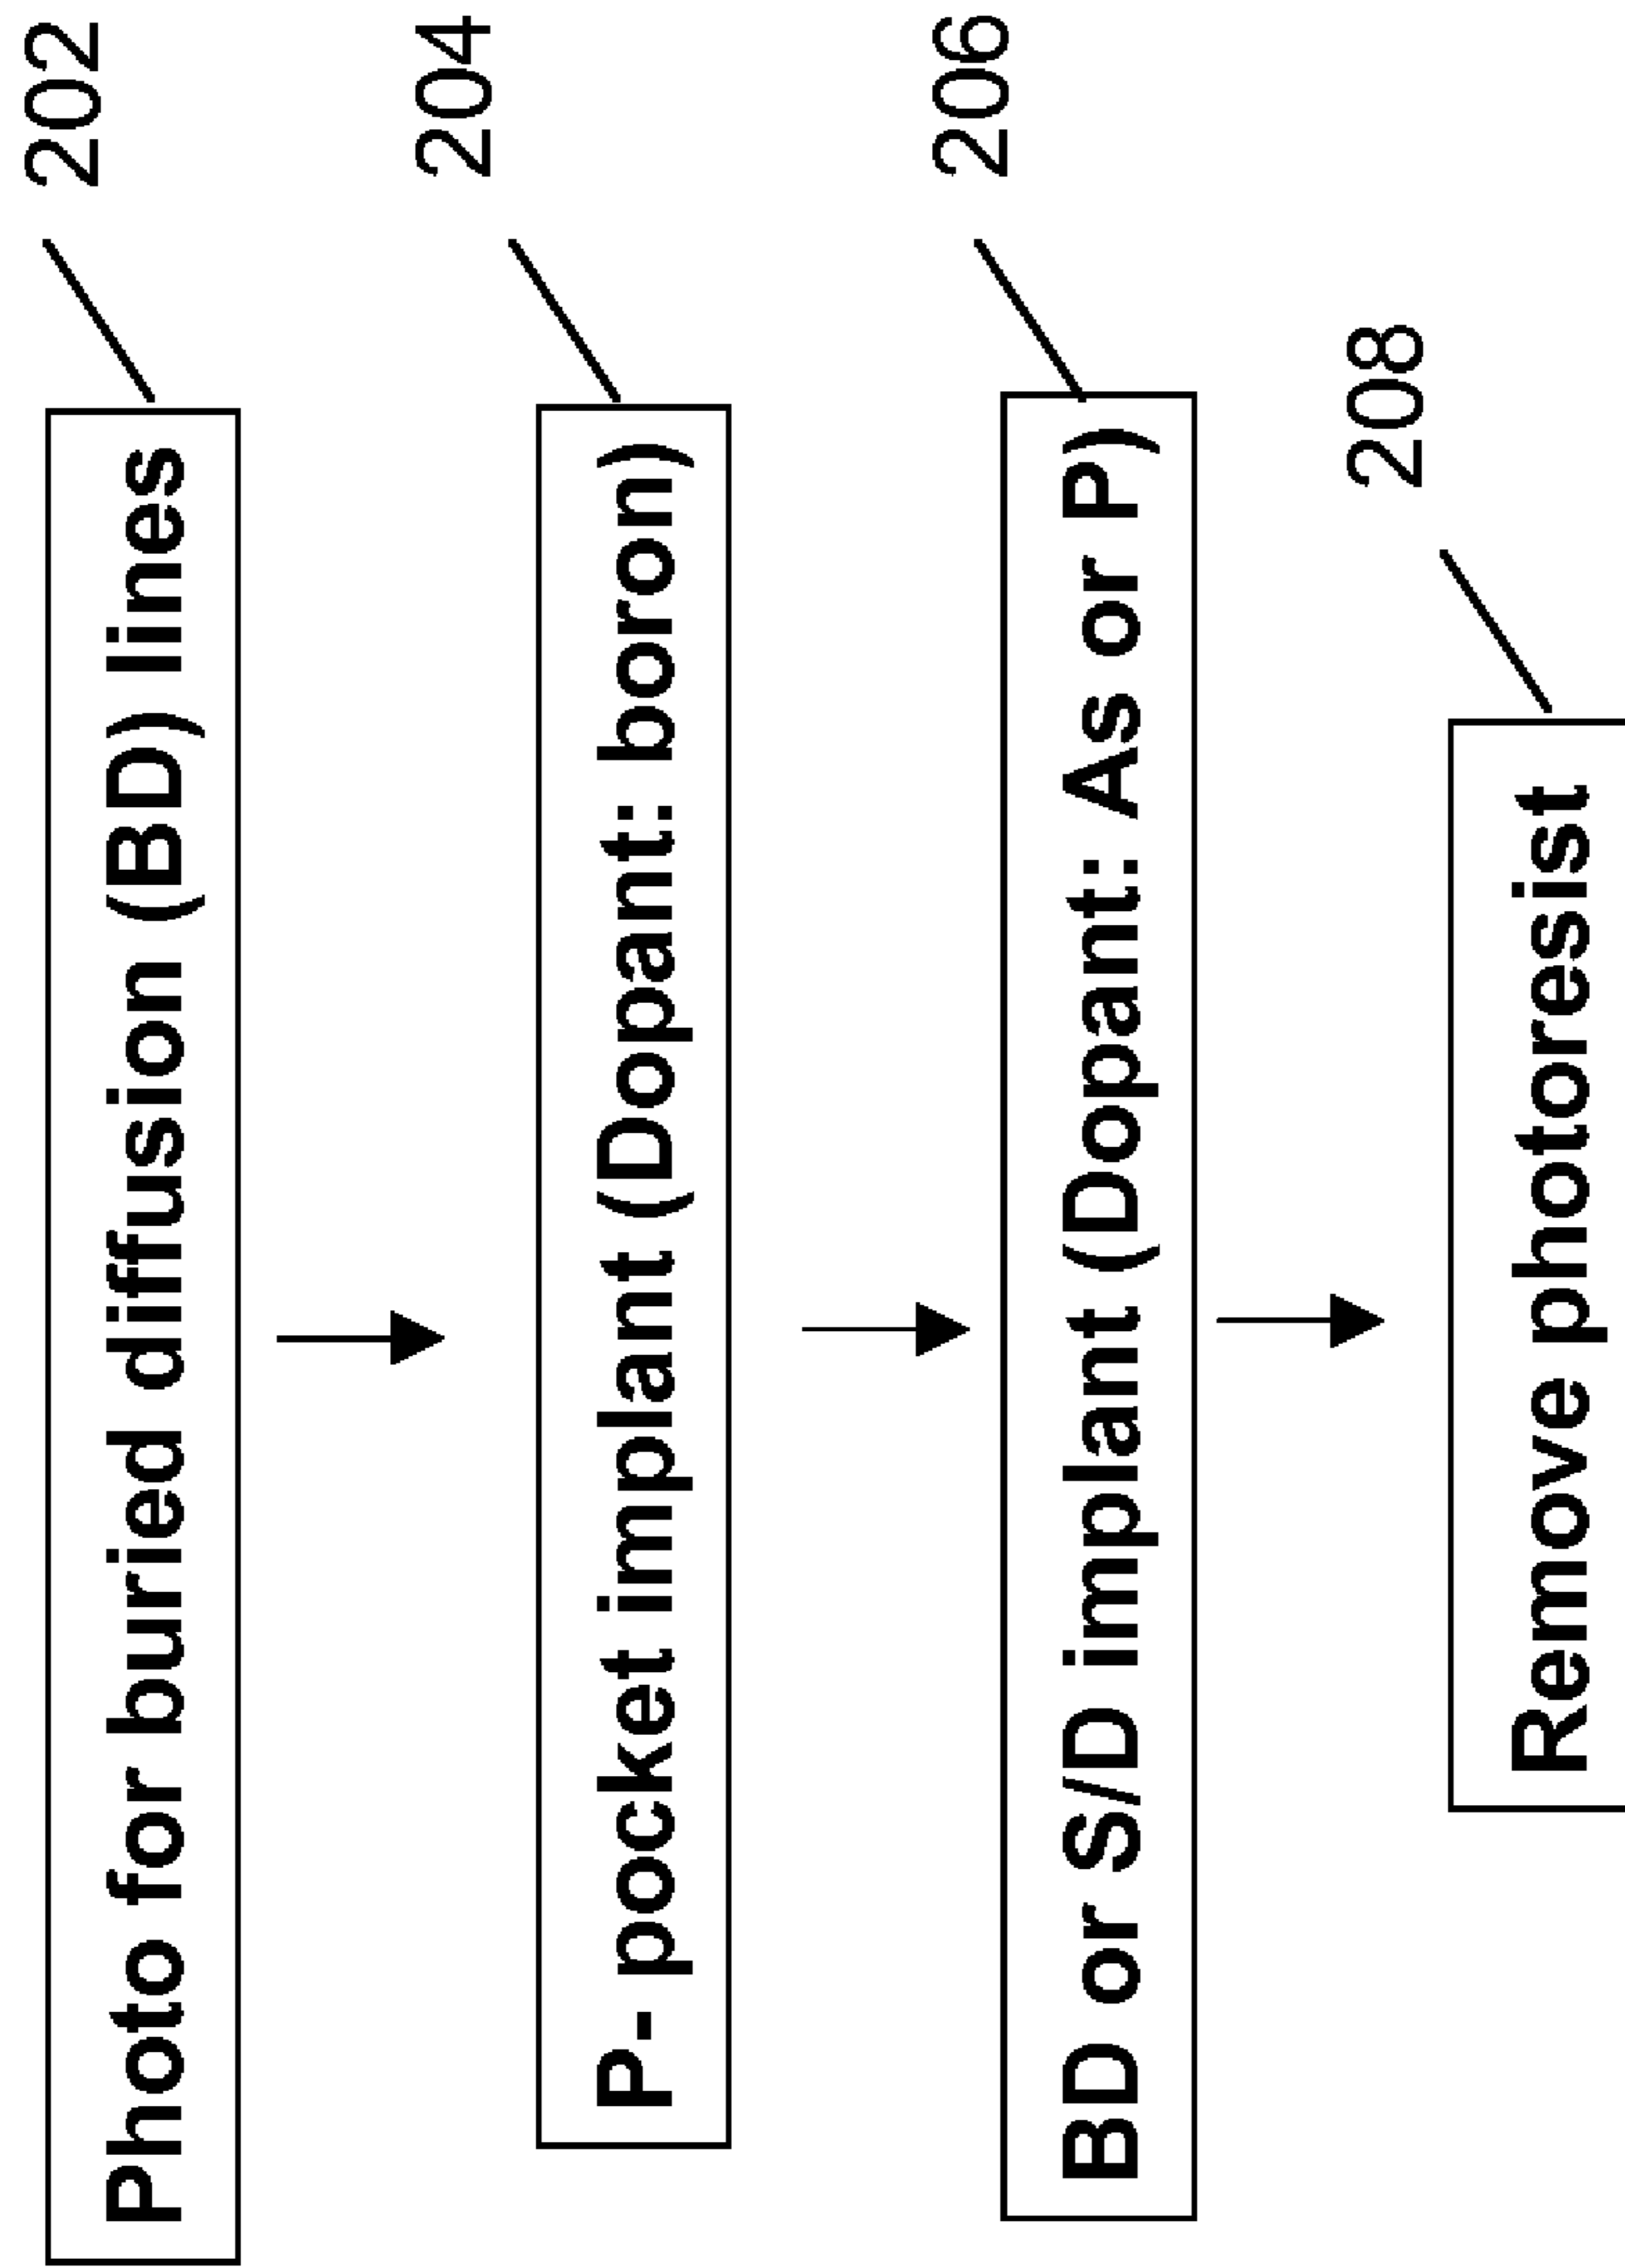 Photo for buried diffusion (BD) lines
202
P- pocket implant (Dopant: boron)
204
BD or S/D implant (Dopant: As or P)
206
Remove photoresist
208